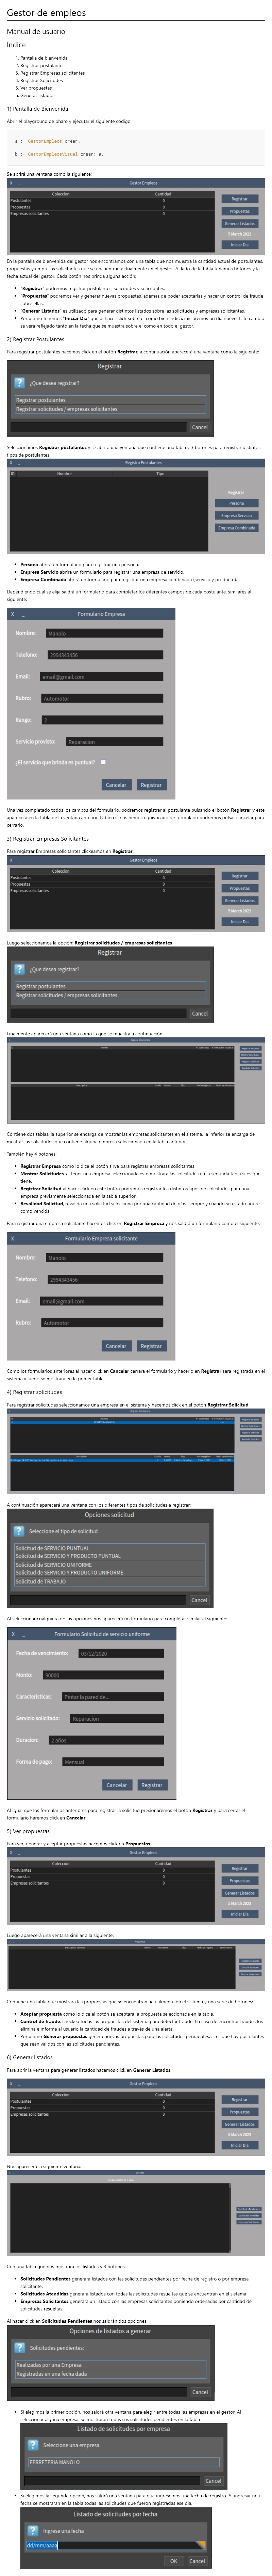 Gestor de empleos
Manual de usuario
Indice
1. Pantalla de bienvenida
2. Registrar postulantes
3. Registrar Empresas solicitantes
4. Registrar Solicitudes
5. Ver propuestas
6. Generar listados
1) Pantalla de Bienvenida
Abrir el playground de pharo y ejecutar el siguiente código:
a := GestorEmpleos crear.
b := GestorEmpleosVisual crear: a.
Se abrirá una ventana como la siguiente:
X _ Gestor Empleos
Coleccion Cantidad
Postulantes 0
Propuestas 0
Empresas solicitantes 0
Registrar
Propuestas
Generar Listados
5 March 2023
Iniciar Dia
En la pantalla de bienvenida del gestor nos encontramos con una tabla que nos muestra la cantidad actual de postulantes,
propuestas y empresas solicitantes que se encuentran actualmente en el gestor. Al lado de la tabla tenemos botones y la
fecha actual del gestor. Cada botón nos brinda alguna acción:
• "Registrar" podremos registrar postulantes, solicitudes y solicitantes.
• "Propuestas" podremos ver y generar nuevas propuestas, ademas de poder aceptarlas y hacer un control de fraude
sobre ellas.
• "Generar Listados" es utilizado para generar distintos listados sobre las solicitudes y empresas solicitantes.
• Por ultimo tenemos "Iniciar Dia" que al hacer click sobre él como bien indica, iniciaremos un dia nuevo. Este cambio
se vera reflejado tanto en la fecha que se muestra sobre él como en todo el gestor.
2) Registrar Postulantes
Para registrar postulantes hacemos click en el botón Registrar, a continuación aparecerá una ventana como la siguiente:
Registrar
¿Que desea registrar?
Registrar postulantes
Registrar solicitudes / empresas solicitantes
Cancel
Seleccionamos Registrar postulantes y se abrirá una ventana que contiene una tabla y 3 botones para registrar distintos
tipos de postulantes
X _ Registro Postulantes
ID Nombre Tipo
Registrar
Persona
Empresa Servicio
Empresa Combinada
• Persona abrirá un formulario para registrar una persona.
• Empresa Servicio abrirá un formulario para registrar una empresa de servicio.
• Empresa Combinada abrirá un formulario para registrar una empresa combinada (servicio y producto).
Dependiendo cual se elija saldrá un formulario para completar los diferentes campos de cada postulante, similares al
siguiente:
X _ Formulario Empresa
Nombre: Manolo
Telefono: 2994343456
Email: email@gmail.com
Rubro: Automotor
Rango: 2
Servicio provisto: Reparacion
¿El servicio que brinda es puntual?
Cancelar Registrar
Una vez completado todos los campos del formulario, podremos registrar al postulante pulsando el botón Registrar y este
aparecerá en la tabla de la ventana anterior. O bien si nos hemos equivocado de formulario podremos pulsar cancelar para
cerrarlo.
3) Registrar Empresas Solicitantes
Para registrar Empresas solicitantes clickeamos en Registrar
X _ Gestor Empleos
Coleccion Cantidad
Postulantes 0
Propuestas 0
Empresas solicitantes 0
Registrar
Propuestas
Generar Listados
5 March 2023
Iniciar Dia
Luego seleccionamos la opción: Registrar solicitudes / empresas solicitantes
Registrar
¿Que desea registrar?
Registrar postulantes
Registrar solicitudes / empresas solicitantes
Cancel
Finalmente aparecerá una ventana como la que se muestra a continuación:
Contiene dos tablas, la superior se encarga de mostrar las empresas solicitantes en el sistema, la inferior se encarga de
mostrar las solicitudes que contiene alguna empresa seleccionada en la tabla anterior.
También hay 4 botones:
• Registrar Empresa como lo dice el botón sirve para registrar empresas solicitantes
• Mostrar Solicitudes, al tener una empresa seleccionada este mostrara las solicitudes en la segunda tabla si es que
tiene.
• Registrar Solicitud al hacer click en este botón podremos registrar los distintos tipos de solicitudes para una
empresa previamente seleccionada en la tabla superior.
• Revalidad Solicitud, revalida una solicitud selecciona por una cantidad de días siempre y cuando su estado figure
como vencida.
Para registrar una empresa solicitante hacemos click en Registrar Empresa y nos saldrá un formulario como el siguiente:
X _ Formulario Empresa solicitante
Nombre: Manolo
Telefono: 2994343456
Email: email@gmail.com
Rubro: Automotor
Cancelar Registrar
Como los formularios anteriores al hacer click en Cancelar cerrara el formulario y hacerlo en Registrar sera registrada en el
sistema y luego se mostrara en la primer tabla.
4) Registrar solicitudes
Para registrar solicitudes seleccionamos una empresa en el sistema y hacemos click en el botón Registrar Solicitud.
A continuación aparecerá una ventana con los diferentes tipos de solicitudes a registrar:
Opciones solicitud
Seleccione el tipo de solicitud
Solicitud de SERVICIO PUNTUAL
Solicitud de SERVICIO Y PRODUCTO PUNTUAL
Solicitud de SERVICIO UNIFORME
Solicitud de SERVICIO Y PRODUCTO UNIFORME
Solicitud de TRABAJO
Cancel
Al seleccionar cualquiera de las opciones nos aparecerá un formulario para completar similar al siguiente:
X _ Formulario Solicitud de servicio uniforme
Fecha de vencimiento: 03/12/2020
Monto: 90000
Caracteristicas: Pintar la pared de...
Servicio solicitado: Reparacion
Duracion: 2 años
Forma de pago: Mensual
Cancelar Registrar
Al igual que los formularios anteriores para registrar la solicitud presionaremos el botón Registrar y para cerrar el
formulario haremos click en Cancelar.
5) Ver propuestas
Para ver, generar y aceptar propuestas hacemos click en Propuestas
X _ Gestor Empleos
Coleccion Cantidad
Postulantes 0
Propuestas 0
Empresas solicitantes 0
Registrar
Propuestas
Generar Listados
5 March 2023
Iniciar Dia
Luego aparecerá una ventana similar a la siguiente:
Contiene una tabla que mostrara las propuestas que se encuentran actualmente en el sistema y una serie de botones:
• Aceptar propuesta como lo dice el botón se aceptara la propuesta seleccionada en la tabla.
• Control de fraude, checkea todas las propuestas del sistema para detectar fraude. En caso de encontrar fraudes los
elimina e informa al usuario la cantidad de fraudes a través de una alerta.
• Por ultimo Generar propuestas genera nuevas propuestas para las solicitudes pendientes, si es que hay postulantes
que sean validos con las solicitudes pendientes.
6) Generar listados
Para abrir la ventana para generar listados hacemos click en Generar Listados
X _ Gestor Empleos
Coleccion Cantidad
Postulantes 0
Propuestas 0
Empresas solicitantes 0
Registrar
Propuestas
Generar Listados
5 March 2023
Iniciar Dia
Nos aparecerá la siguiente ventana:
Con una tabla que nos mostrara los listados y 3 botones:
• Solicitudes Pendientes generara listados con las solicitudes pendientes por fecha de registro o por empresa
solicitante.
• Solicitudes Atendidas generara listados con todas las solicitudes resueltas que se encuentran en el sistema.
• Empresas Solicitantes generara un listado con las empresas solicitantes poniendo ordenadas por cantidad de
solicitudes resueltas.
Al hacer click en Solicitudes Pendientes nos saldrán dos opciones:
Opciones de listados a generar
Solicitudes pendientes:
Realizadas por una Empresa
Registradas en una fecha dada
Cancel
• Si elegimos la primer opción, nos saldrá otra ventana para elegir entre todas las empresas en el gestor. Al
seleccionar alguna empresa, se mostraran todas sus solicitudes pendientes en la tabla
Listado de solicitudes por empresa
Seleccione una empresa
FERRETERIA MANOLO
Cancel
• Si elegimos la segunda opción, nos saldrá una ventana para que ingresemos una fecha de registro. Al ingresar una
fecha se mostraran en la tabla todas las solicitudes que fueron registradas ese día.
Listado de solicitudes por fecha
Ingrese una fecha
dd/mm/aaaa
OK Cancel